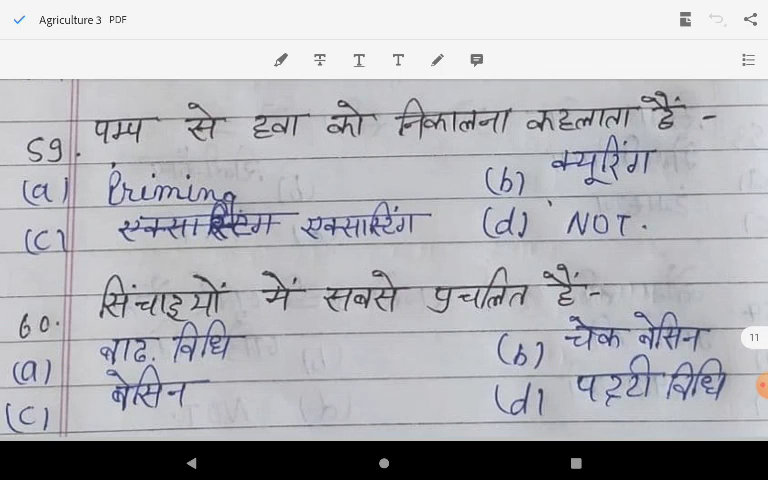 Agriculture 3 PDF
59. पम्प से हवा को निकालना कहलाता हैं -
(a) Priming (b) क्यूरिंग
(c) एक्सास्टिंग एक्सास्टिंग (d) NOT.
60. सिंचाइयों में सबसे प्रचलित हैं-
(a) बाढ. विधि (b) चेक बेसिन
(c) बेसिन (d) पट्टी विधि
11